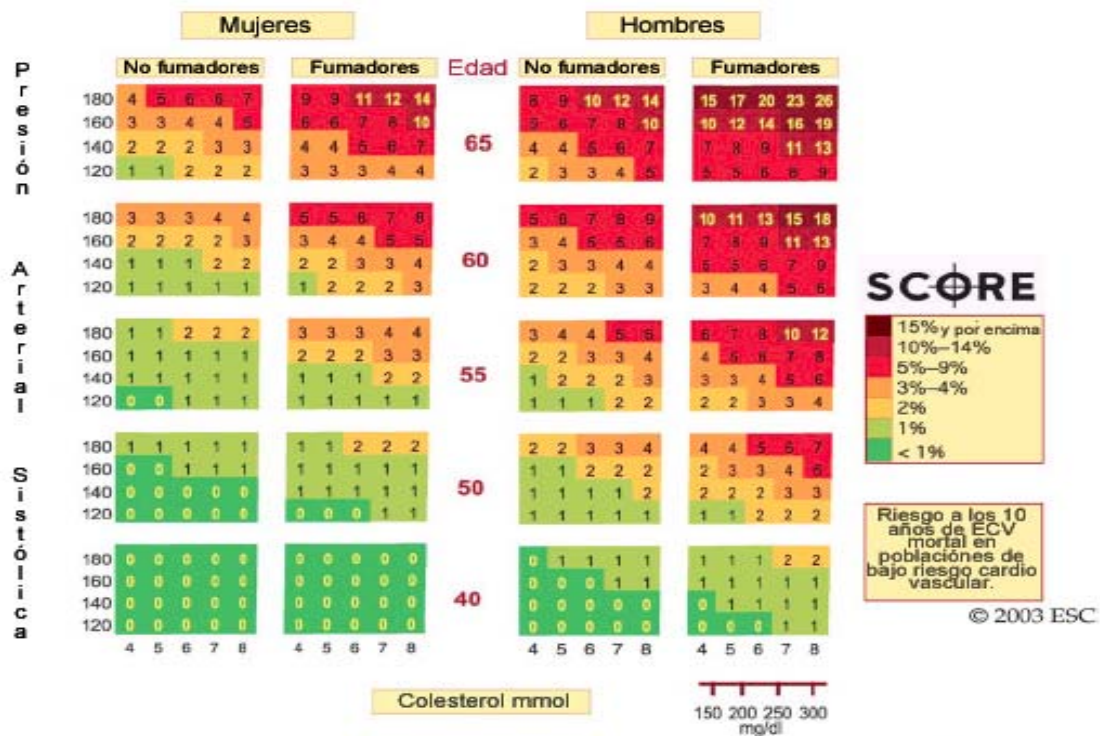 Mujeres
Hombres
No fumadores
Fumadores
Edad
No fumadores
Fumadores
Presión
Arterial
Sistólica
180 4 5 6 6 7 9 9 11 12 14 8 9 10 12 14 15 17 20 23 26
160 3 3 4 4 5 6 6 7 8 10 5 6 7 8 10 10 12 14 16 19
65
140 2 2 2 3 3 4 4 5 6 7 4 4 5 6 7 7 8 9 11 13
120 1 1 2 2 2 3 3 3 4 4 2 3 3 4 5 5 5 6 8 9
180 3 3 3 4 4 5 5 6 7 8 5 6 7 8 9 10 11 13 15 18
160 2 2 2 2 3 3 4 4 5 5 3 4 5 5 6 7 8 9 11 13
60
140 1 1 1 2 2 2 2 3 3 4 2 3 3 4 4 5 5 6 7 9
120 1 1 1 1 1 1 2 2 2 3 2 2 2 3 3 3 4 4 5 6
180 1 1 2 2 2 3 3 3 4 4 3 4 4 5 6 6 7 8 10 12
160 1 1 1 1 1 2 2 2 3 3 2 2 3 3 4 4 5 6 7 8
55
140 1 1 1 1 1 1 1 1 2 2 1 2 2 2 3 3 3 4 5 6
120 0 0 1 1 1 1 1 1 1 1 1 1 1 2 2 2 2 3 3 4
180 1 1 1 1 1 1 1 2 2 2 2 2 3 3 4 4 4 5 6 7
160 0 0 1 1 1 1 1 1 1 1 1 1 2 2 2 2 3 3 4 5
50
140 0 0 0 0 0 1 1 1 1 1 1 1 1 1 2 2 2 2 3 3
120 0 0 0 0 0 0 0 0 1 1 1 1 1 1 1 1 1 2 2 2
180 0 0 0 0 0 0 0 0 0 0 0 1 1 1 1 1 1 1 2 2
160 0 0 0 0 0 0 0 0 0 0 0 0 0 1 1 1 1 1 1 1
40
140 0 0 0 0 0 0 0 0 0 0 0 0 0 0 0 0 1 1 1 1
120 0 0 0 0 0 0 0 0 0 0 0 0 0 0 0 0 0 0 1 1
4 5 6 7 8 4 5 6 7 8 4 5 6 7 8 4 5 6 7 8
Colesterol mmol
150 200 250 300
mg/dl
SCORE
15% y por encima
10%–14%
5%–9%
3%–4%
2%
1%
< 1%
Riesgo a los 10
años de ECV
mortal en
poblaciónes de
bajo riesgo cardio
vascular.
© 2003 ESC